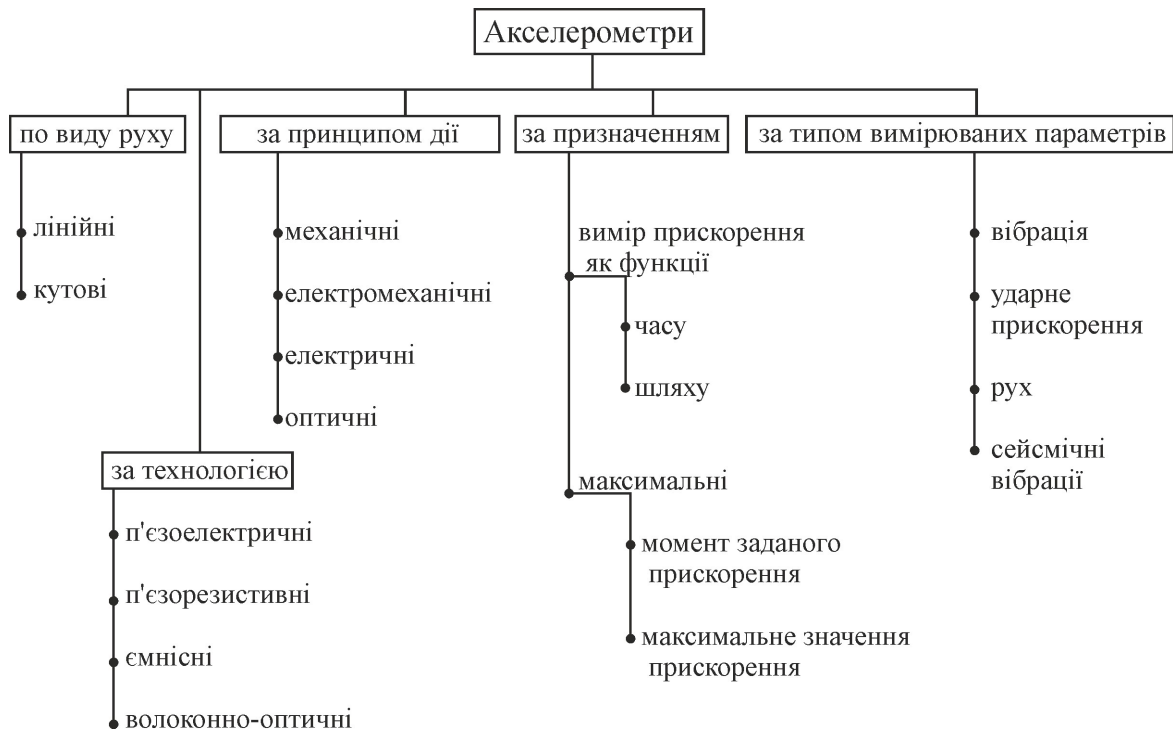 Акселерометри
по виду руху
лінійні
кутові
за принципом дії
механічні
електромеханічні
електричні
оптичні
за призначенням
вимір прискорення
як функції
часу
шляху
максимальні
момент заданого
прискорення
максимальне значення
прискорення
за типом вимірюваних параметрів
вібрація
ударне
прискорення
рух
сейсмічні
вібрації
за технологією
п'єзоелектричні
п'єзорезистивні
ємнісні
волоконно-оптичні